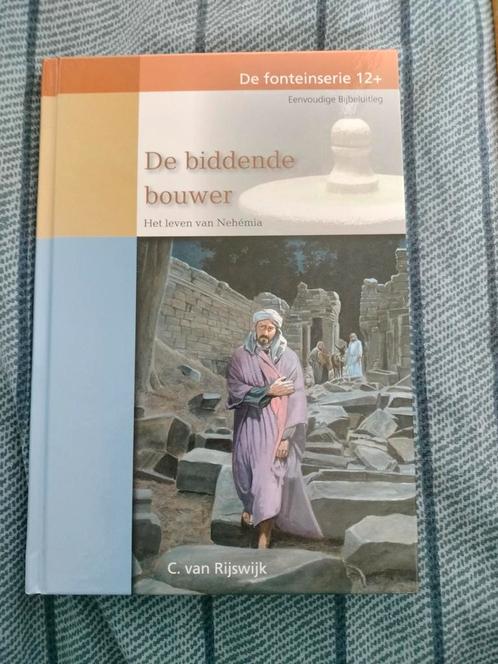 De fonteinserie 12+
Eenvoudige Bijbeluitleg
De biddende
bouwer
Het leven van Nehémia
C. van Rijswijk